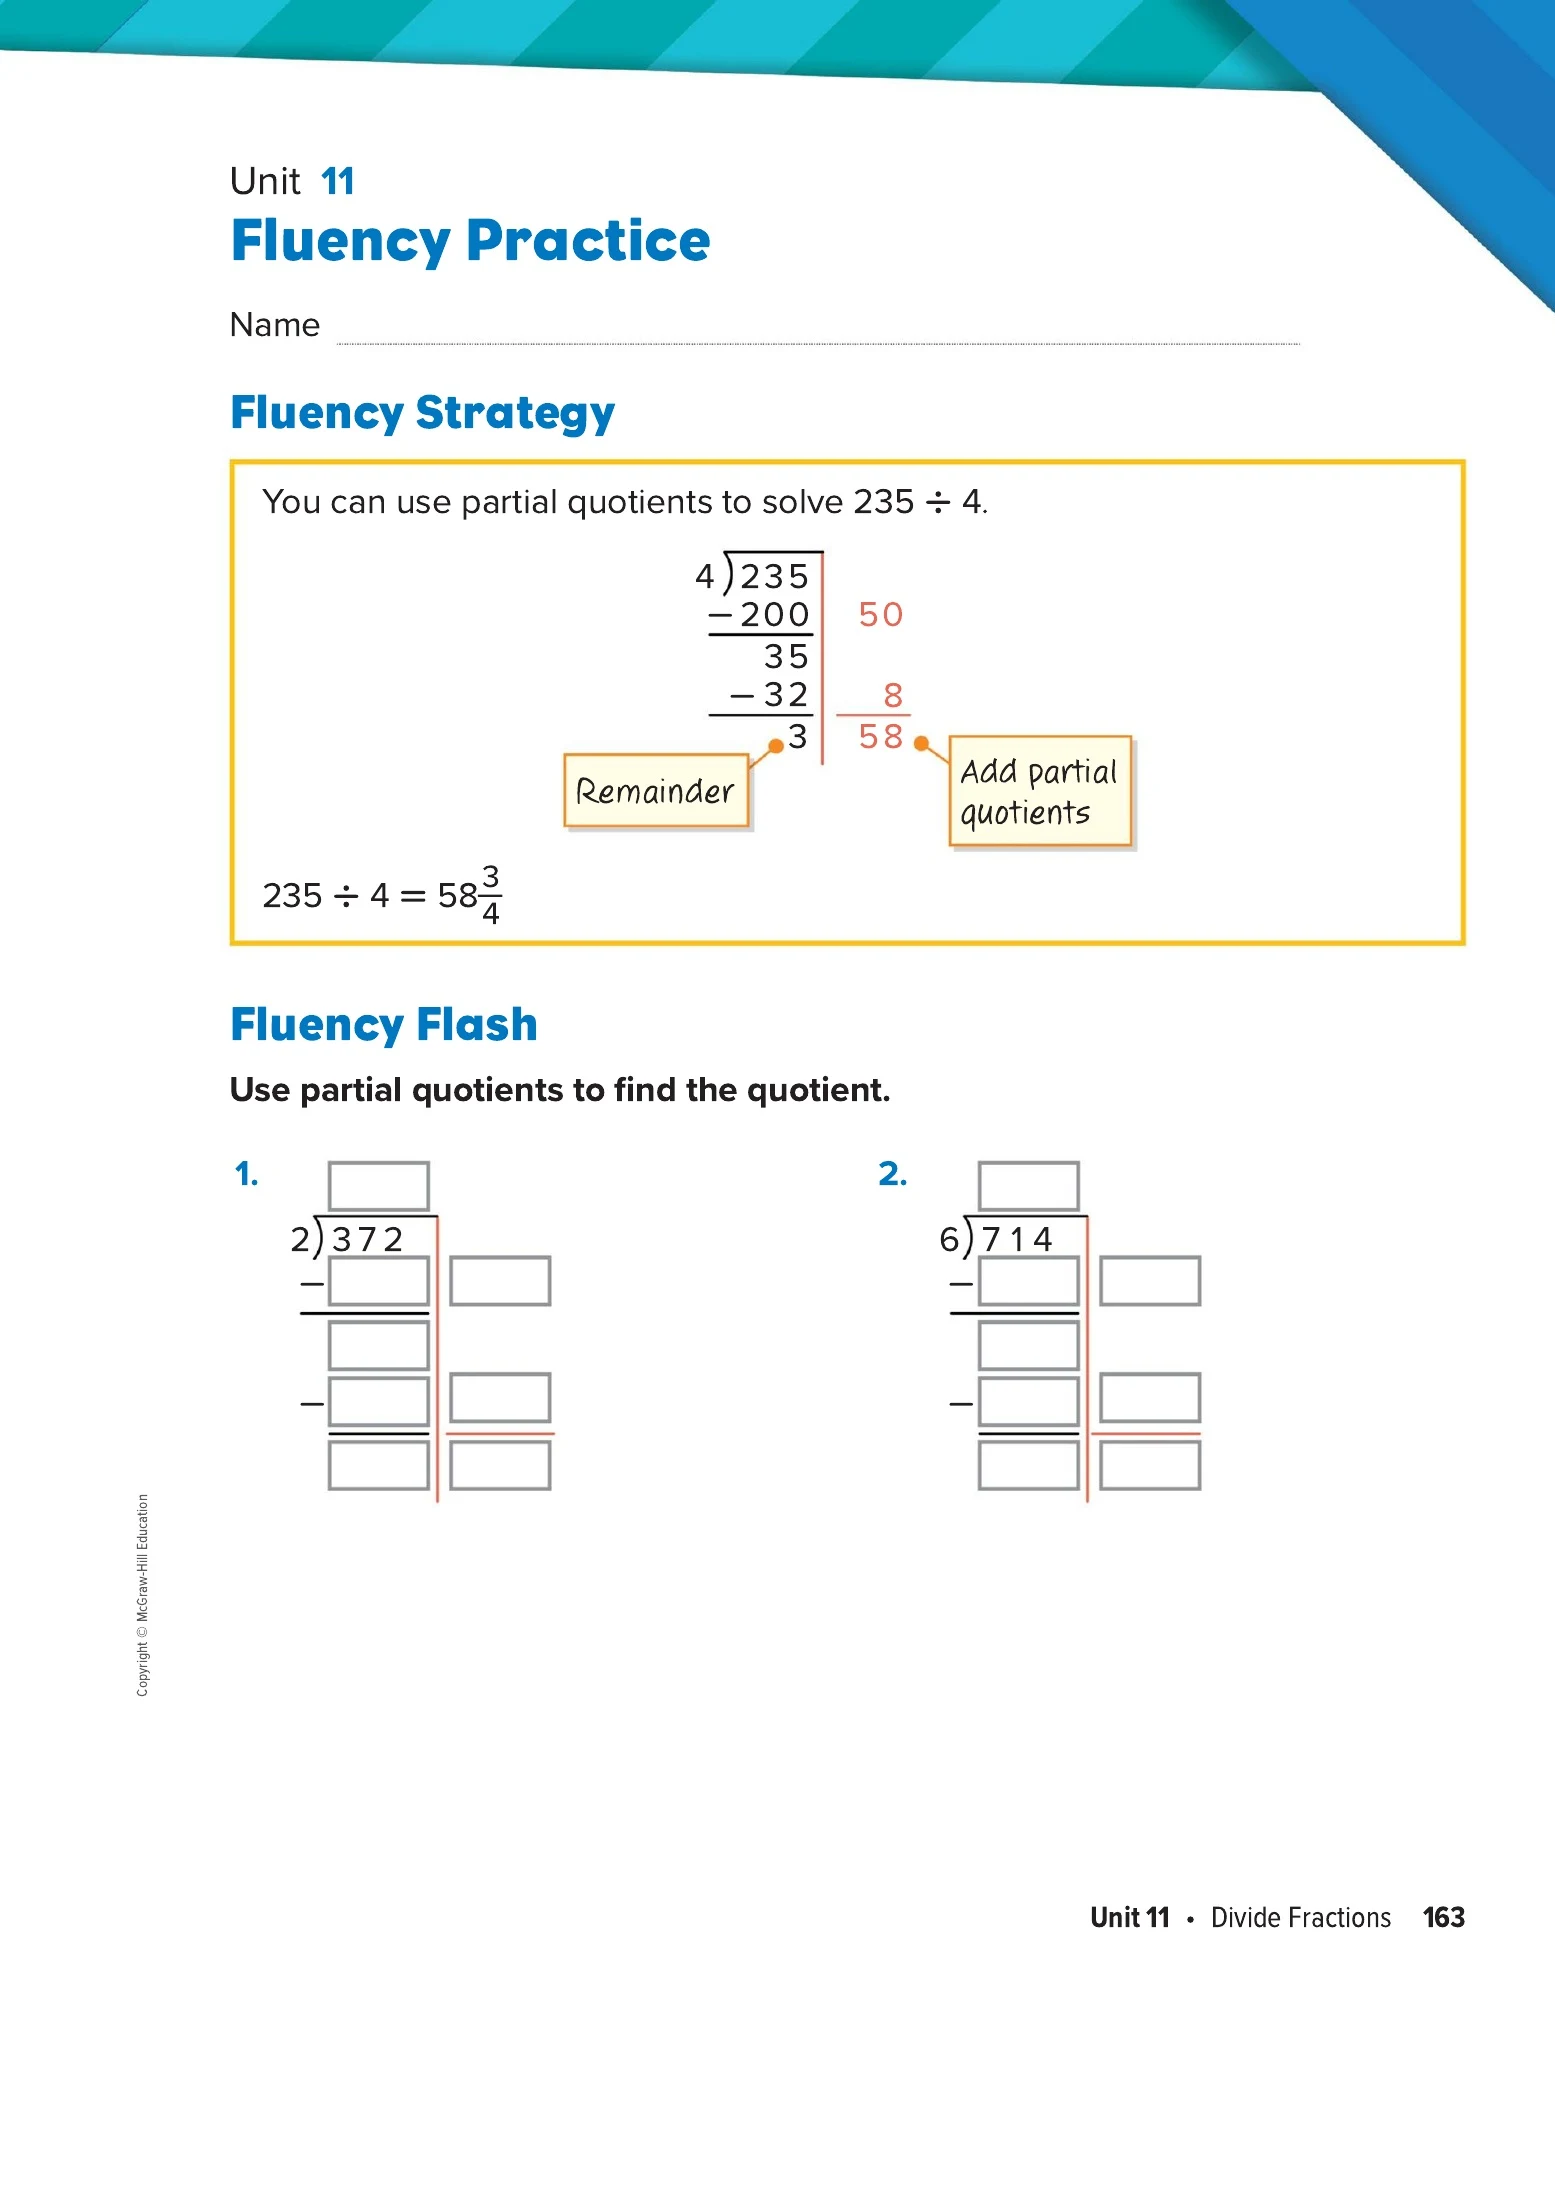 Unit 11
Fluency Practice
Name
Fluency Strategy
You can use partial quotients to solve 235 ÷ 4.
4)235
−200 50
35
−32 8
3 58
Remainder
Add partial
quotients
235 ÷ 4 = 58 3/4
Fluency Flash
Use partial quotients to find the quotient.
1.
2)372
−
−
2.
6)714
−
−
Copyright © McGraw-Hill Education
Unit 11 • Divide Fractions 163